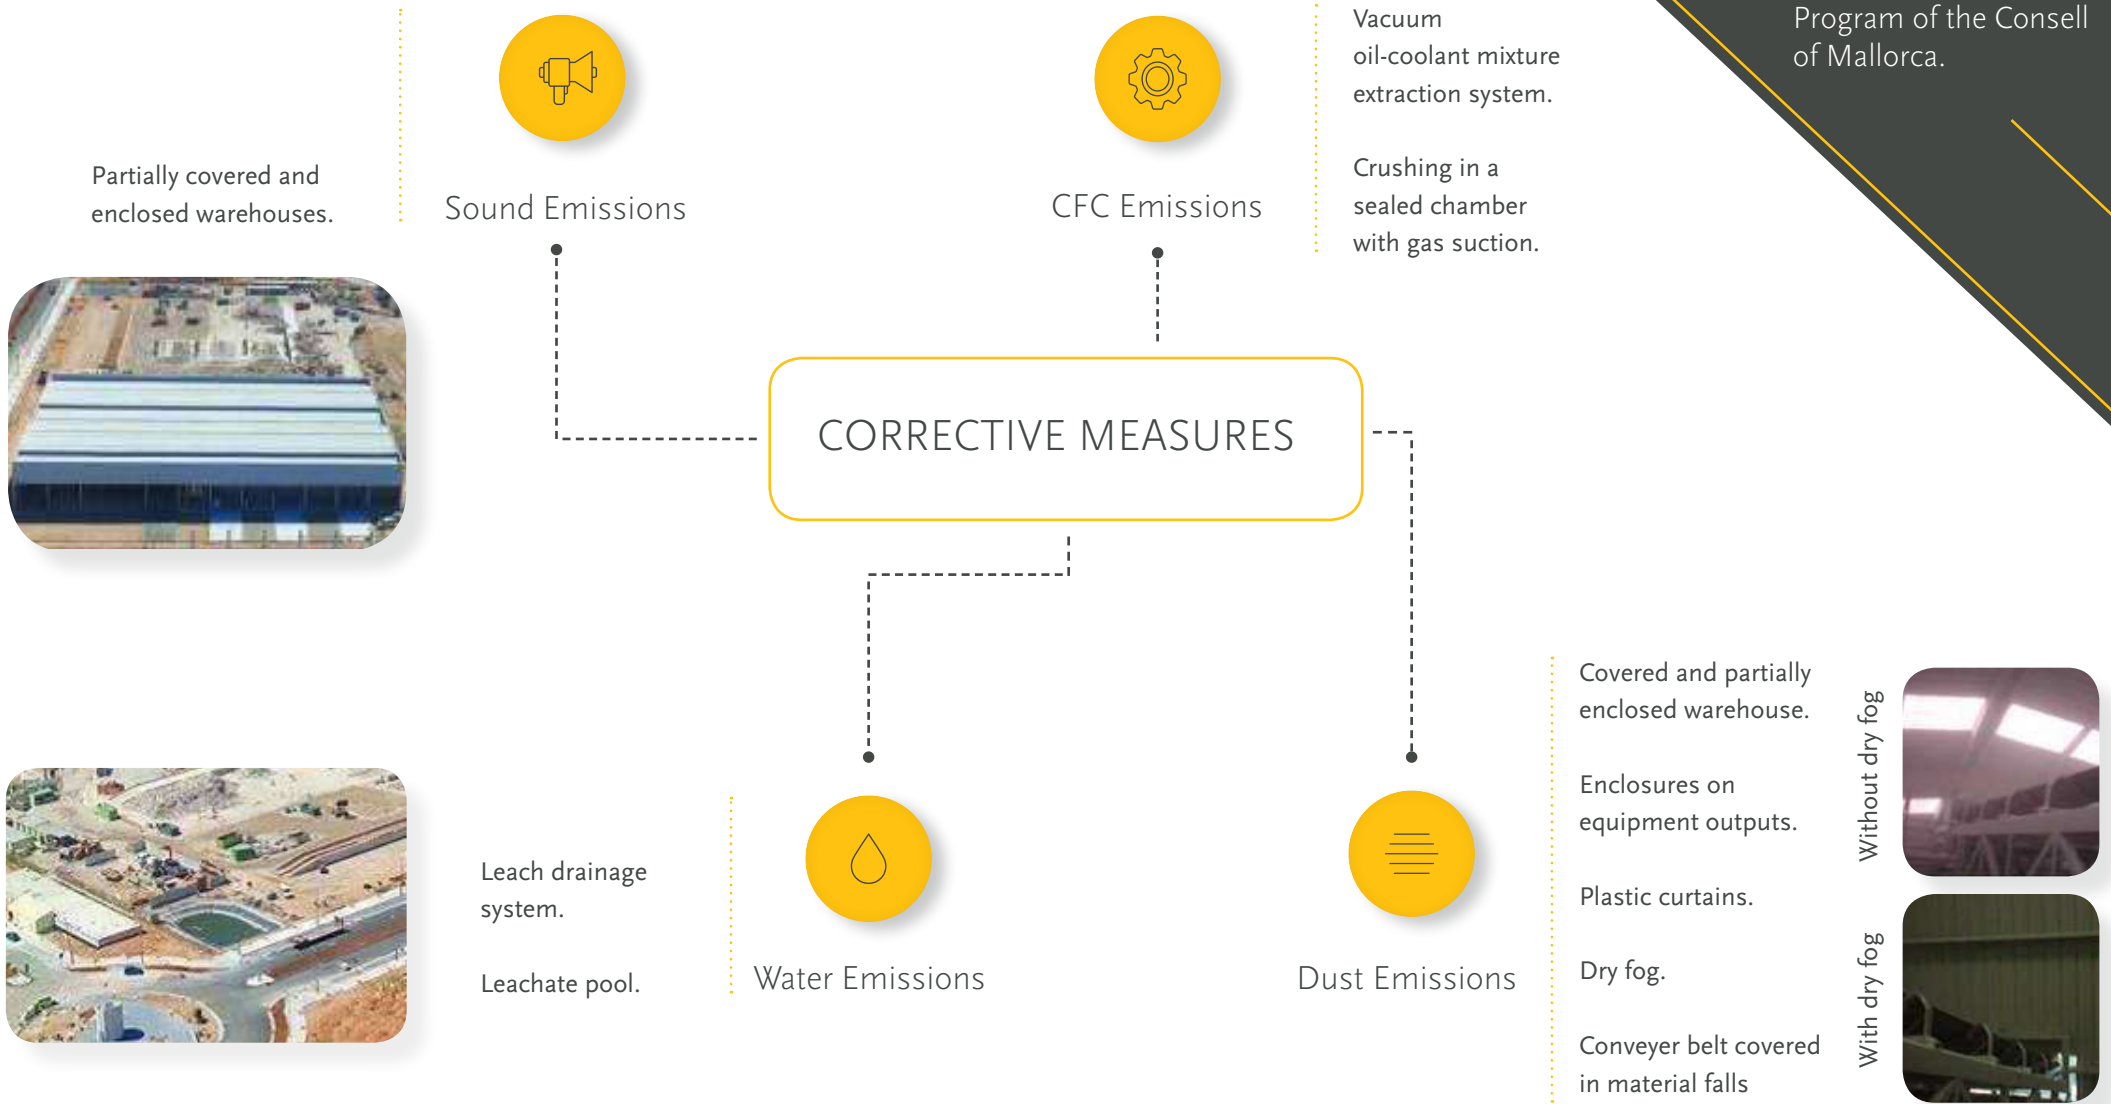 Program of the Consell
of Mallorca.
Partially covered and
enclosed warehouses.
Sound Emissions
CFC Emissions
Vacuum
oil-coolant mixture
extraction system.
Crushing in a
sealed chamber
with gas suction.
CORRECTIVE MEASURES
Leach drainage
system.
Leachate pool.
Water Emissions
Dust Emissions
Covered and partially
enclosed warehouse.
Enclosures on
equipment outputs.
Plastic curtains.
Dry fog.
Conveyer belt covered
in material falls
Without dry fog
With dry fog